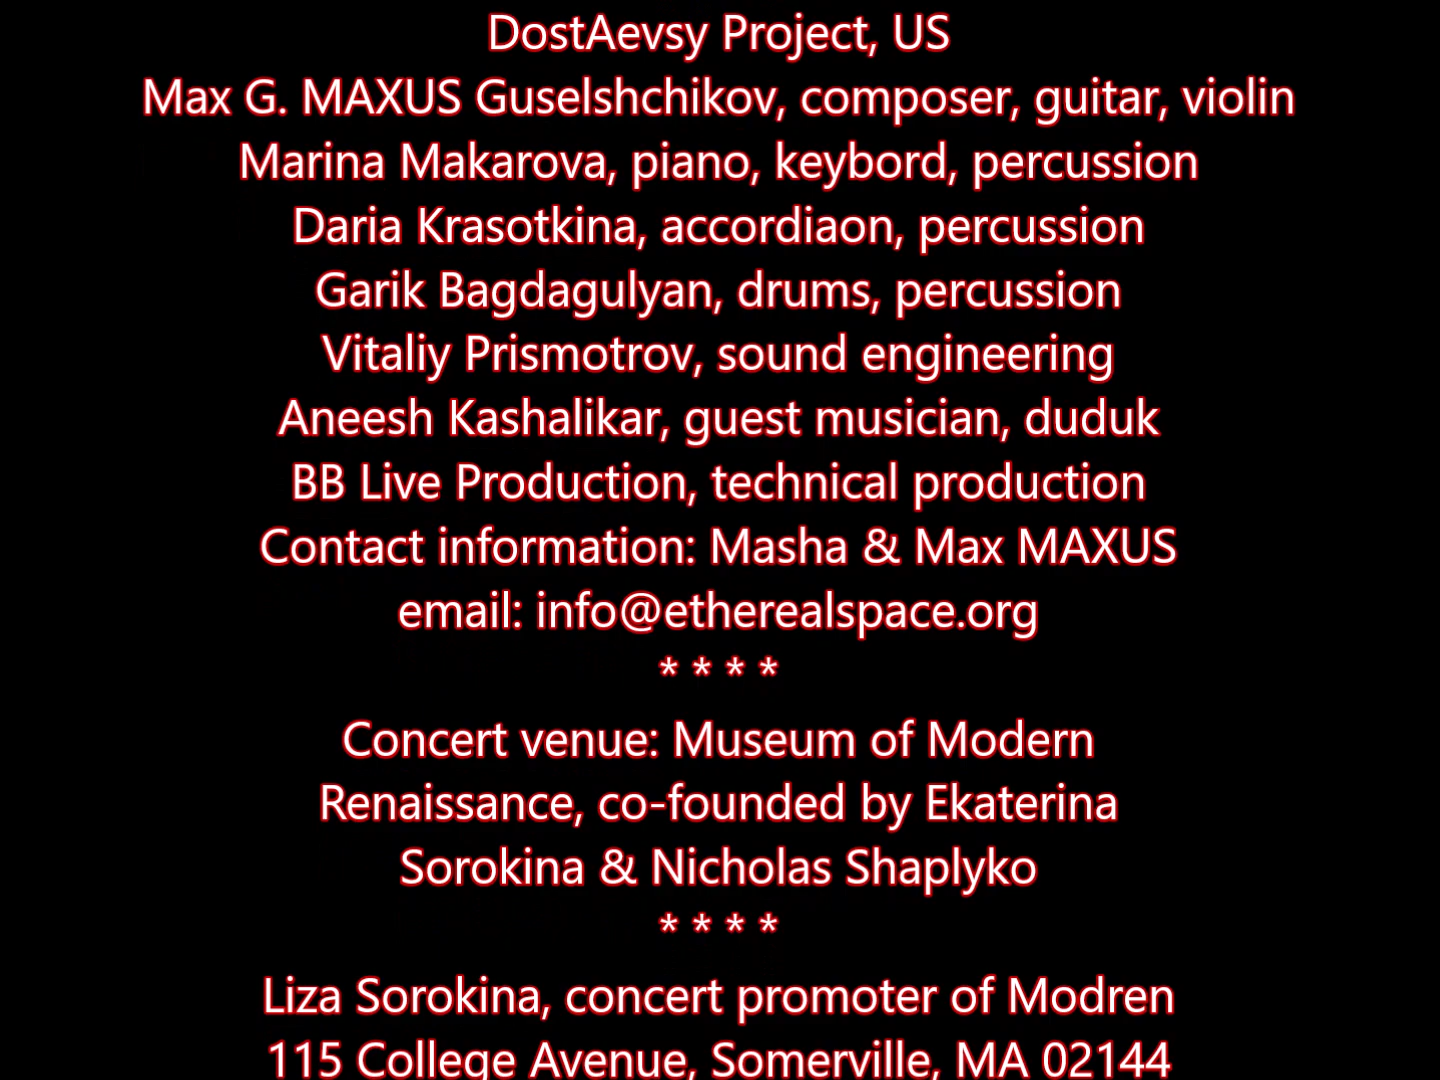 DostAevsy Project, US
Max G. MAXUS Guselshchikov, composer, guitar, violin
Marina Makarova, piano, keybord, percussion
Daria Krasotkina, accordiaon, percussion
Garik Bagdagulyan, drums, percussion
Vitaliy Prismotrov, sound engineering
Aneesh Kashalikar, guest musician, duduk
BB Live Production, technical production
Contact information: Masha & Max MAXUS
email: info@etherealspace.org
* * * *
Concert venue: Museum of Modern
Renaissance, co-founded by Ekaterina
Sorokina & Nicholas Shaplyko
* * * *
Liza Sorokina, concert promoter of Modren
115 College Avenue, Somerville, MA 02144